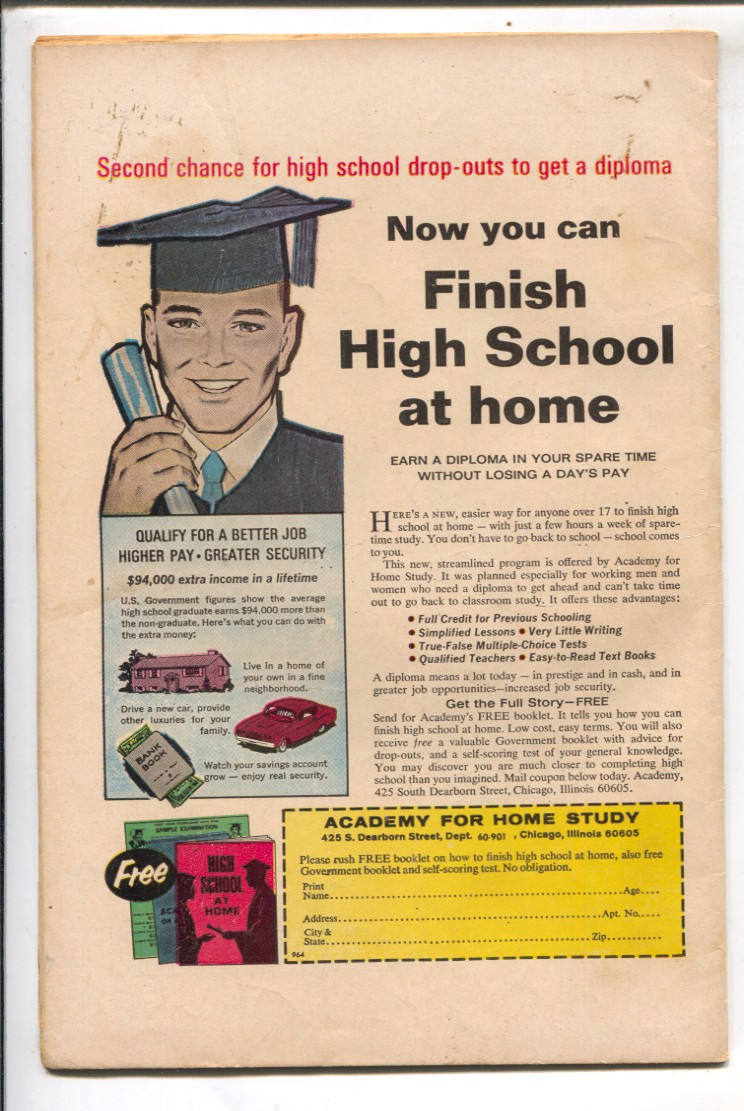 Second chance for high school drop-outs to get a diploma
Now you can
Finish
High School
at home
EARN A DIPLOMA IN YOUR SPARE TIME
WITHOUT LOSING A DAY'S PAY
HERE'S A NEW, easier way for anyone over 17 to finish high
school at home — with just a few hours a week of spare-
time study. You don't have to go back to school — school comes
to you.
This new, streamlined program is offered by Academy for
Home Study. It was planned especially for working men and
women who need a diploma to get ahead and can't take time
out to go back to classroom study. It offers these advantages:
• Full Credit for Previous Schooling
• Simplified Lessons • Very Little Writing
• True-False Multiple-Choice Tests
• Qualified Teachers • Easy-to-Read Text Books
A diploma means a lot today — in prestige and in cash, and in
greater job opportunities—increased job security.
Get the Full Story—FREE
Send for Academy's FREE booklet. It tells you how you can
finish high school at home. Low cost, easy terms. You will also
receive free a valuable Government booklet with advice for
drop-outs, and a self-scoring test of your general knowledge.
You may discover you are much closer to completing high
school than you imagined. Mail coupon below today. Academy,
425 South Dearborn Street, Chicago, Illinois 60605.
QUALIFY FOR A BETTER JOB
HIGHER PAY • GREATER SECURITY
$94,000 extra income in a lifetime
U.S. Government figures show the average
high school graduate earns $94,000 more than
the non-graduate. Here's what you can do with
the extra money:
Live in a home of
your own in a fine
neighborhood.
Drive a new car, provide
other luxuries for your
family.
BANK
BOOK
Watch your savings account
grow — enjoy real security.
SAMPLE EXAMINATION
Free
HIGH
SCHOOL
AT
HOME
ACADEMY FOR HOME STUDY
425 S. Dearborn Street, Dept. 60-901 , Chicago, Illinois 60605
Please rush FREE booklet on how to finish high school at home, also free
Government booklet and self-scoring test. No obligation.
Print
Name Age
Address Apt. No.
City &
State Zip
964